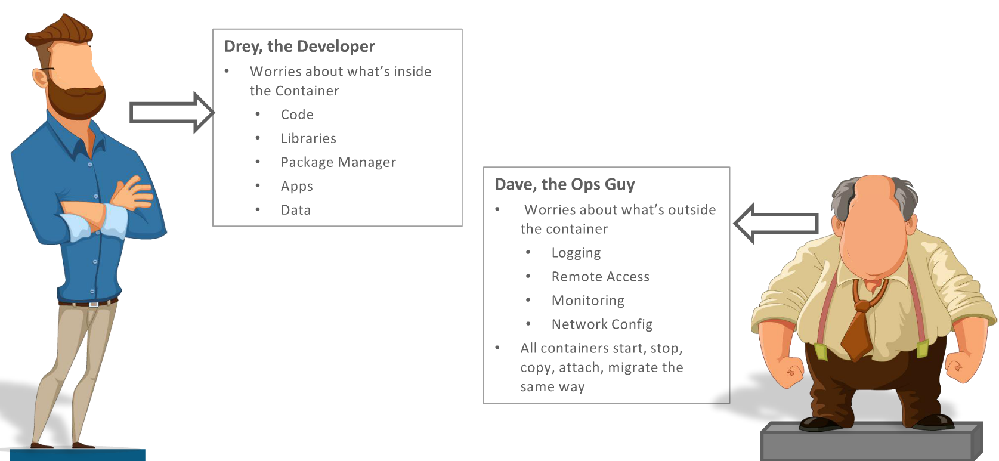 Drey, the Developer
• Worries about what's inside
the Container
• Code
• Libraries
• Package Manager
• Apps
• Data
Dave, the Ops Guy
• Worries about what's outside
the container
• Logging
• Remote Access
• Monitoring
• Network Config
• All containers start, stop,
copy, attach, migrate the
same way